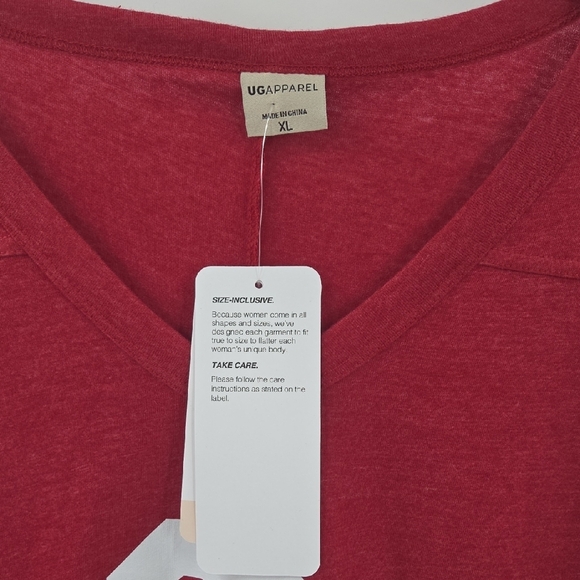 UGAPPAREL
MADE IN CHINA
XL
SIZE-INCLUSIVE.
Because women come in all
shapes and sizes, we've
designed each garment to fit
true to size to flatter each
woman's unique body.
TAKE CARE.
Please follow the care
instructions as stated on the
label.